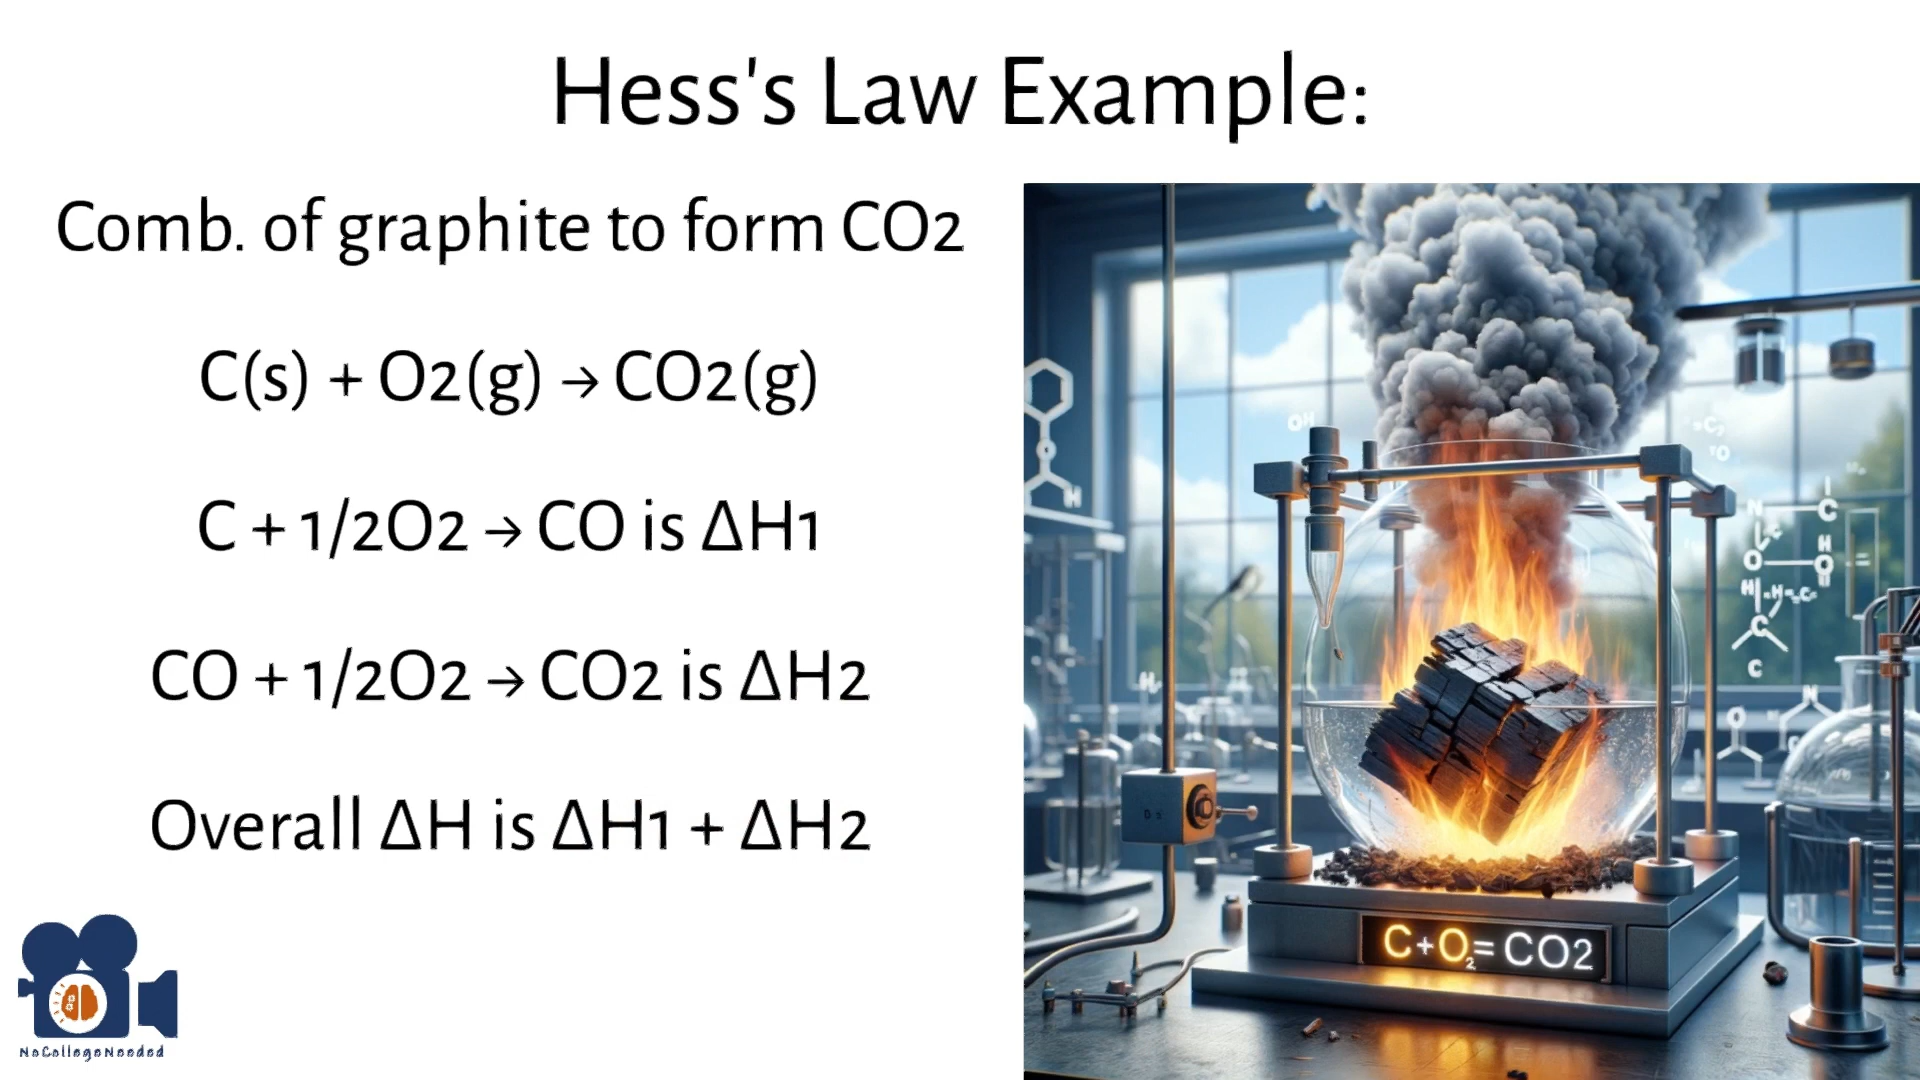 Hess's Law Example:
Comb. of graphite to form CO2
C(s) + O2(g) → CO2(g)
C + 1/2O2 → CO is ΔH1
CO + 1/2O2 → CO2 is ΔH2
Overall ΔH is ΔH1 + ΔH2
C+O₂=CO2
OH
NoCollegeNeeded